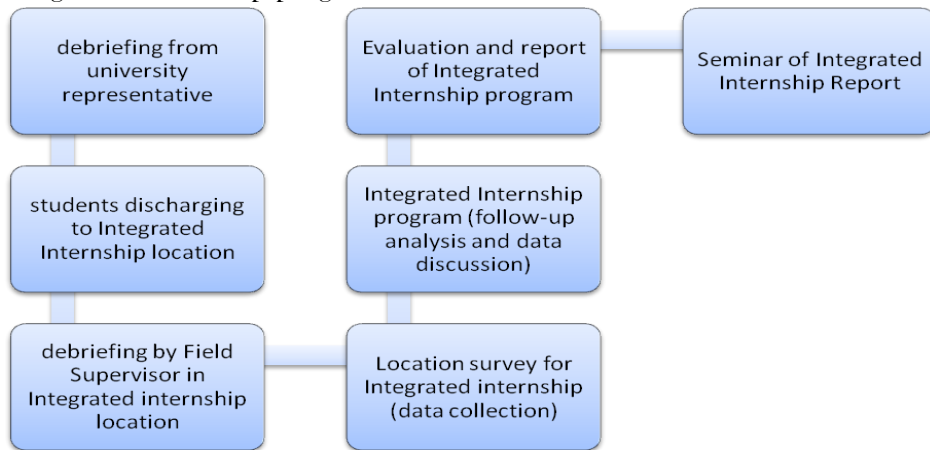 debriefing from
university
representative
students discharging
to Integrated
Internship location
debriefing by Field
Supervisor in
Integrated internship
location
Location survey for
Integrated internship
(data collection)
Integrated Internship
program (follow-up
analysis and data
discussion)
Evaluation and report
of Integrated
Internship program
Seminar of Integrated
Internship Report